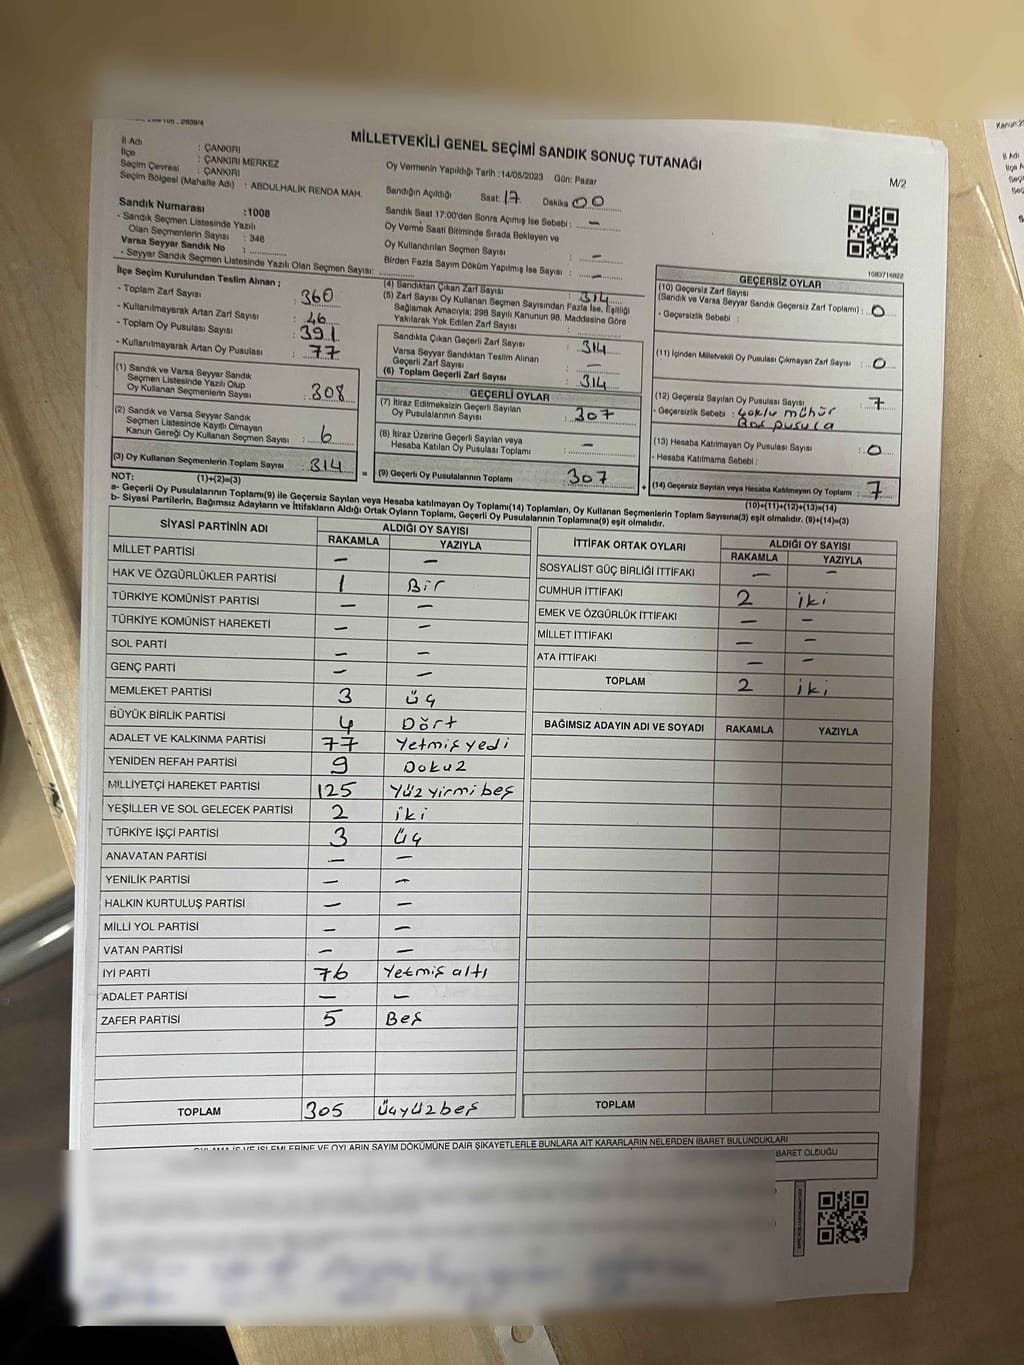 MİLLETVEKİLİ GENEL SEÇİMİ SANDIK SONUÇ TUTANAĞI
M/2
İl Adı : ÇANKIRI
İlçe : ÇANKIRI MERKEZ
Seçim Çevresi : ÇANKIRI
Seçim Bölgesi (Mahalle Adı) : ABDULHALİK RENDA MAH.
Sandık Numarası : 1008
- Sandık Seçmen Listesinde Yazılı
Olan Seçmenlerin Sayısı : 346
Varsa Seyyar Sandık No :
- Seyyar Sandık Seçmen Listesinde Yazılı Olan Seçmen Sayısı:
Oy Vermenin Yapıldığı Tarih : 14/05/2023 Gün: Pazar
Sandığın Açıldığı Saat: 17 Dakika 00
Sandık Saat 17:00'den Sonra Açımış İse Sebebi : —
Oy Verme Saati Bitiminde Sırada Bekleyen ve
Oy Kullandırılan Seçmen Sayısı : —
Birden Fazla Sayım Döküm Yapılmış İse Sayısı : —
İlçe Seçim Kurulundan Teslim Alınan ;
- Toplam Zarf Sayısı : 360
- Kullanılmayarak Artan Zarf Sayısı : 46
- Toplam Oy Pusulası Sayısı : 391
- Kullanılmayarak Artan Oy Pusulası : 77
(1) Sandık ve Varsa Seyyar Sandık
Seçmen Listesinde Yazılı Olup
Oy Kullanan Seçmenlerin Sayısı : 308
(2) Sandık ve Varsa Seyyar Sandık
Seçmen Listesinde Kayıtlı Olmayan
Kanun Gereği Oy Kullanan Seçmen Sayısı : 6
(3) Oy Kullanan Seçmenlerin Toplam Sayısı : 314
(1)+(2)=(3)
(4) Sandıktan Çıkan Zarf Sayısı : 314
(5) Zarf Sayısı Oy Kullanan Seçmen Sayısından Fazla İse, Eşitliği
Sağlamak Amacıyla; 298 Sayılı Kanunun 98. Maddesine Göre
Yakılarak Yok Edilen Zarf Sayısı :
Sandıkta Çıkan Geçerli Zarf Sayısı : 314
Varsa Seyyar Sandıktan Teslim Alınan
Geçerli Zarf Sayısı : —
(6) Toplam Geçerli Zarf Sayısı : 314
GEÇERLİ OYLAR
(7) İtiraz Edilmeksizin Geçerli Sayılan
Oy Pusulalarının Sayısı : 307
(8) İtiraz Üzerine Geçerli Sayılan veya
Hesaba Katılan Oy Pusulası Toplamı : —
= (9) Geçerli Oy Pusulalarının Toplamı : 307
1083716822
GEÇERSİZ OYLAR
(10) Geçersiz Zarf Sayısı
(Sandık ve Varsa Seyyar Sandık Geçersiz Zarf Toplamı) : 0
- Geçersizlik Sebebi :
(11) İçinden Milletvekili Oy Pusulası Çıkmayan Zarf Sayısı : 0
(12) Geçersiz Sayılan Oy Pusulası Sayısı : 7
- Geçersizlik Sebebi : Çoklu mühür
Boş pusula
(13) Hesaba Katılmayan Oy Pusulası Sayısı : 0
- Hesaba Katılmama Sebebi :
+ (14) Geçersiz Sayılan veya Hesaba Katılmayan Oy Toplamı : 7
(10)+(11)+(12)+(13)=(14)
NOT:
a- Geçerli Oy Pusulalarının Toplamı(9) ile Geçersiz Sayılan veya Hesaba katılmayan Oy Toplamı(14) Toplamları, Oy Kullanan Seçmenlerin Toplam Sayısına(3) eşit olmalıdır. (9)+(14)=(3)
b- Siyasi Partilerin, Bağımsız Adayların ve İttifakların Aldığı Ortak Oyların Toplamı, Geçerli Oy Pusulalarının Toplamına(9) eşit olmalıdır.
SİYASİ PARTİNİN ADI ALDIĞI OY SAYISI
RAKAMLA YAZIYLA
MİLLET PARTİSİ — —
HAK VE ÖZGÜRLÜKLER PARTİSİ 1 Bir
TÜRKİYE KOMÜNİST PARTİSİ — —
TÜRKİYE KOMÜNİST HAREKETİ — —
SOL PARTİ — —
GENÇ PARTİ — —
MEMLEKET PARTİSİ 3 üç
BÜYÜK BİRLİK PARTİSİ 4 Dört
ADALET VE KALKINMA PARTİSİ 77 Yetmiş yedi
YENİDEN REFAH PARTİSİ 9 Dokuz
MİLLİYETÇİ HAREKET PARTİSİ 125 Yüz yirmi beş
YEŞİLLER VE SOL GELECEK PARTİSİ 2 iki
TÜRKİYE İŞÇİ PARTİSİ 3 üç
ANAVATAN PARTİSİ — —
YENİLİK PARTİSİ — —
HALKIN KURTULUŞ PARTİSİ — —
MİLLİ YOL PARTİSİ — —
VATAN PARTİSİ — —
İYİ PARTİ 76 Yetmiş altı
ADALET PARTİSİ — —
ZAFER PARTİSİ 5 Beş
TOPLAM 305 Üçyüzbeş
İTTİFAK ORTAK OYLARI ALDIĞI OY SAYISI
RAKAMLA YAZIYLA
SOSYALİST GÜÇ BİRLİĞİ İTTİFAKI — —
CUMHUR İTTİFAKI 2 iki
EMEK VE ÖZGÜRLÜK İTTİFAKI — —
MİLLET İTTİFAKI — —
ATA İTTİFAKI — —
TOPLAM 2 iki
BAĞIMSIZ ADAYIN ADI VE SOYADI RAKAMLA YAZIYLA
TOPLAM
İŞLEMLERİNE VE OYLARIN SAYIM DÖKÜMÜNE DAİR ŞİKAYETLERLE BUNLARA AİT KARARLARIN NELERDEN İBARET BULUNDUKLARI
BARET OLDUĞU
Kanun:2
İl Adı
İlçe A
Seçi
Seç